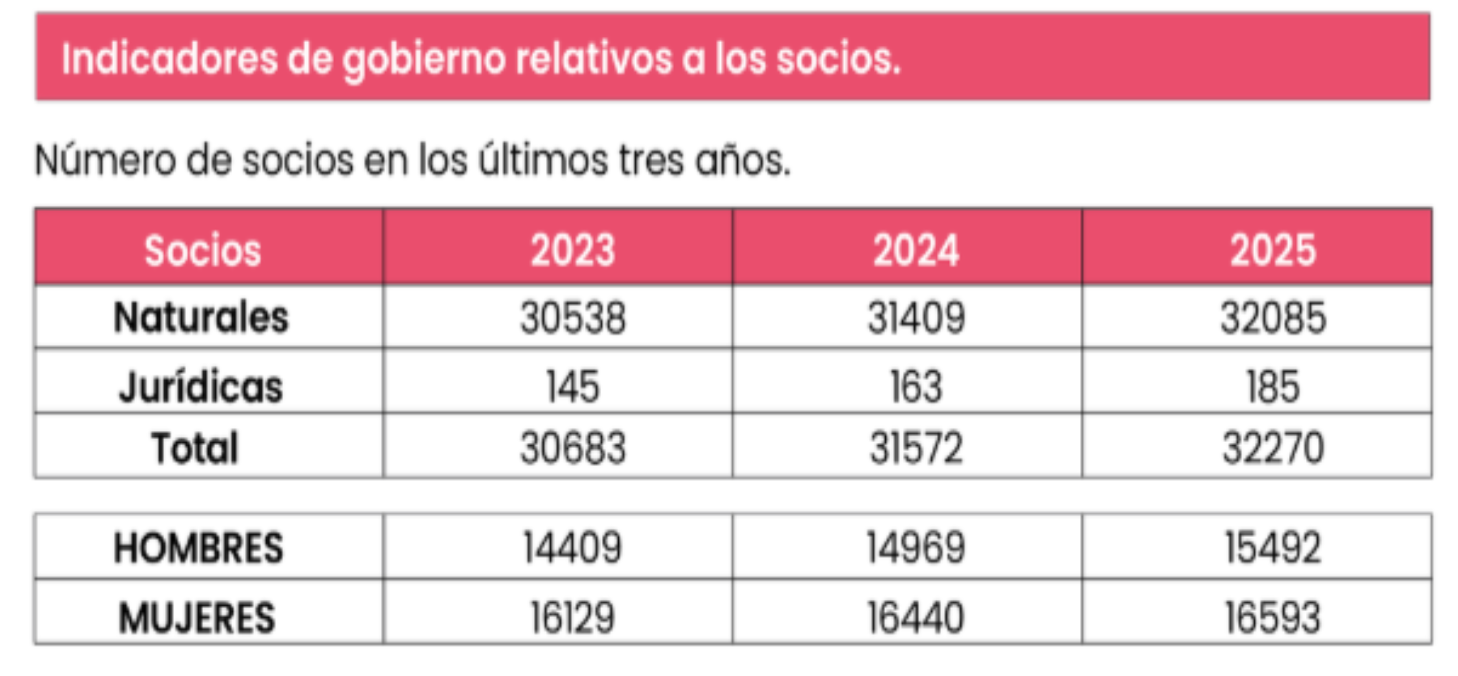 Indicadores de gobierno relativos a los socios.
Número de socios en los últimos tres años.
Socios 2023 2024 2025
Naturales 30538 31409 32085
Jurídicas 145 163 185
Total 30683 31572 32270
HOMBRES 14409 14969 15492
MUJERES 16129 16440 16593